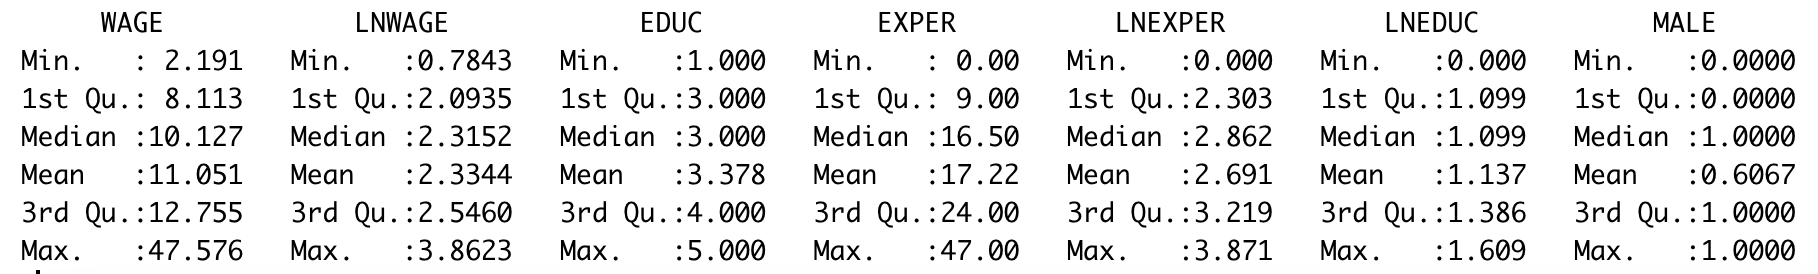 WAGE LNWAGE EDUC EXPER LNEXPER LNEDUC MALE
Min. : 2.191 Min. :0.7843 Min. :1.000 Min. : 0.00 Min. :0.000 Min. :0.000 Min. :0.0000
1st Qu.: 8.113 1st Qu.:2.0935 1st Qu.:3.000 1st Qu.: 9.00 1st Qu.:2.303 1st Qu.:1.099 1st Qu.:0.0000
Median :10.127 Median :2.3152 Median :3.000 Median :16.50 Median :2.862 Median :1.099 Median :1.0000
Mean :11.051 Mean :2.3344 Mean :3.378 Mean :17.22 Mean :2.691 Mean :1.137 Mean :0.6067
3rd Qu.:12.755 3rd Qu.:2.5460 3rd Qu.:4.000 3rd Qu.:24.00 3rd Qu.:3.219 3rd Qu.:1.386 3rd Qu.:1.0000
Max. :47.576 Max. :3.8623 Max. :5.000 Max. :47.00 Max. :3.871 Max. :1.609 Max. :1.0000